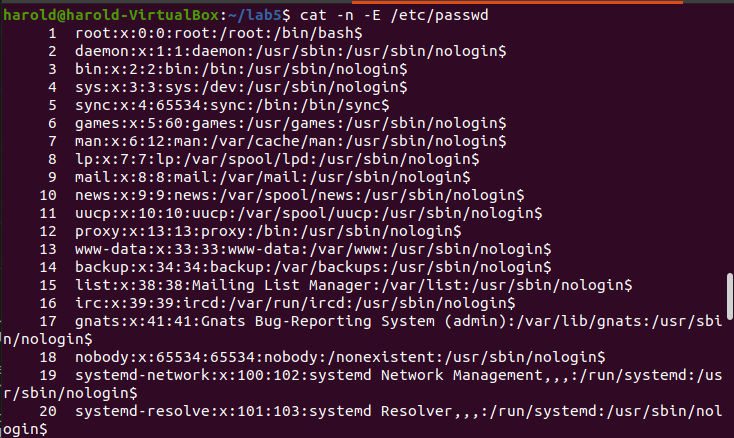 harold@harold-VirtualBox:~/lab5$ cat -n -E /etc/passwd
     1  root:x:0:0:root:/root:/bin/bash$
     2  daemon:x:1:1:daemon:/usr/sbin:/usr/sbin/nologin$
     3  bin:x:2:2:bin:/bin:/usr/sbin/nologin$
     4  sys:x:3:3:sys:/dev:/usr/sbin/nologin$
     5  sync:x:4:65534:sync:/bin:/bin/sync$
     6  games:x:5:60:games:/usr/games:/usr/sbin/nologin$
     7  man:x:6:12:man:/var/cache/man:/usr/sbin/nologin$
     8  lp:x:7:7:lp:/var/spool/lpd:/usr/sbin/nologin$
     9  mail:x:8:8:mail:/var/mail:/usr/sbin/nologin$
    10  news:x:9:9:news:/var/spool/news:/usr/sbin/nologin$
    11  uucp:x:10:10:uucp:/var/spool/uucp:/usr/sbin/nologin$
    12  proxy:x:13:13:proxy:/bin:/usr/sbin/nologin$
    13  www-data:x:33:33:www-data:/var/www:/usr/sbin/nologin$
    14  backup:x:34:34:backup:/var/backups:/usr/sbin/nologin$
    15  list:x:38:38:Mailing List Manager:/var/list:/usr/sbin/nologin$
    16  irc:x:39:39:ircd:/var/run/ircd:/usr/sbin/nologin$
    17  gnats:x:41:41:Gnats Bug-Reporting System (admin):/var/lib/gnats:/usr/sbi
n/nologin$
    18  nobody:x:65534:65534:nobody:/nonexistent:/usr/sbin/nologin$
    19  systemd-network:x:100:102:systemd Network Management,,,:/run/systemd:/us
r/sbin/nologin$
    20  systemd-resolve:x:101:103:systemd Resolver,,,:/run/systemd:/usr/sbin/nol
ogin$